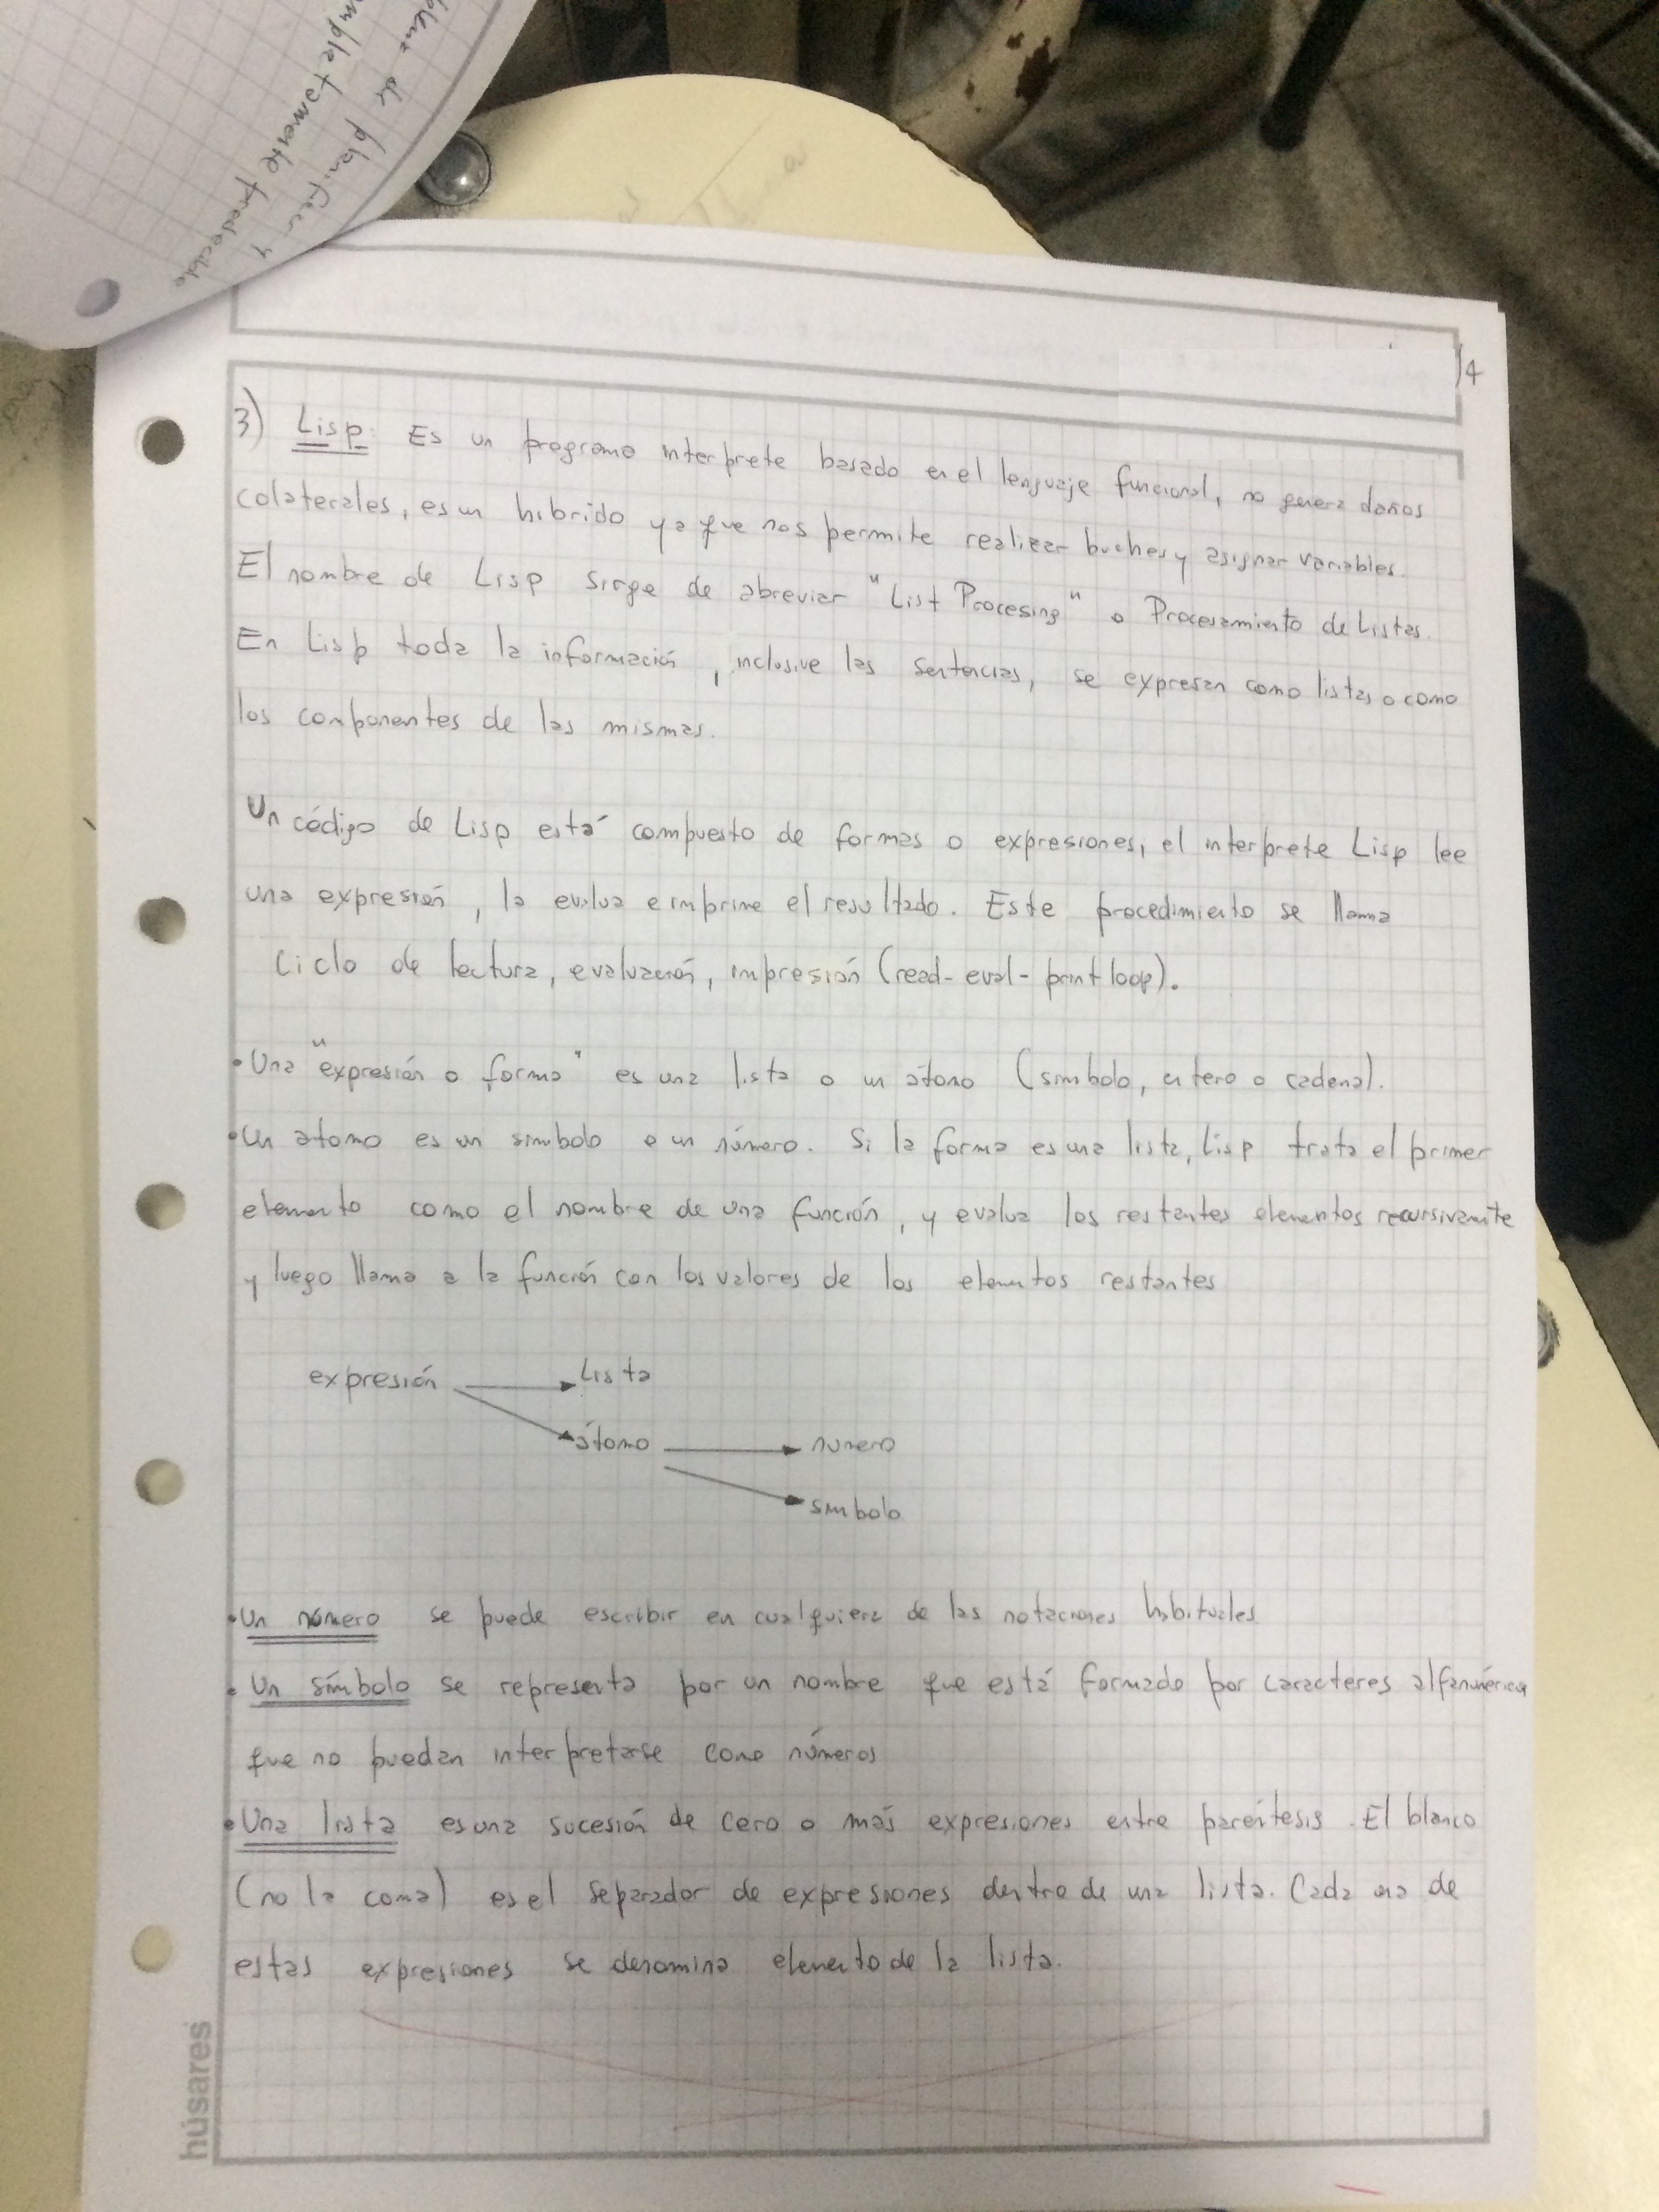 de planificar y
completamente predecible
14
3) Lisp: Es un programa interprete basado en el lenguaje funcional, no genera daños
colaterales, es un hibrido ya que nos permite realizar buches y asignar variables.
El nombre de Lisp surge de abreviar "List Procesing" o Procesamiento de Listas.
En Lisp toda la información, inclusive las sentencias, se expresan como listas o como
los componentes de las mismas.
Un código de Lisp está compuesto de formas o expresiones, el interprete Lisp lee
una expresión, la evalua e imprime el resultado. Este procedimiento se llama
Ciclo de lectura, evaluación, impresión (read-eval-print loop).
• Una "expresión o forma" es una lista o un átomo (simbolo, entero o cadena).
• Un atomo es un simbolo o un número. Si la forma es una lista, Lisp trata el primer
elemento como el nombre de una función, y evalua los restantes elementos recursivamente
y luego llama a la función con los valores de los elementos restantes
expresión → Lista
átomo → numero
simbolo
• Un número se puede escribir en cualquiera de las notaciones habituales
• Un símbolo se representa por un nombre que está formado por caracteres alfanuméricos
que no puedan interpretarse como números
• Una lista es una sucesión de cero o más expresiones entre paréntesis. El blanco
(no la coma) es el separador de expresiones dentro de una lista. Cada una de
estas expresiones se denomina elemento de la lista.
húsares